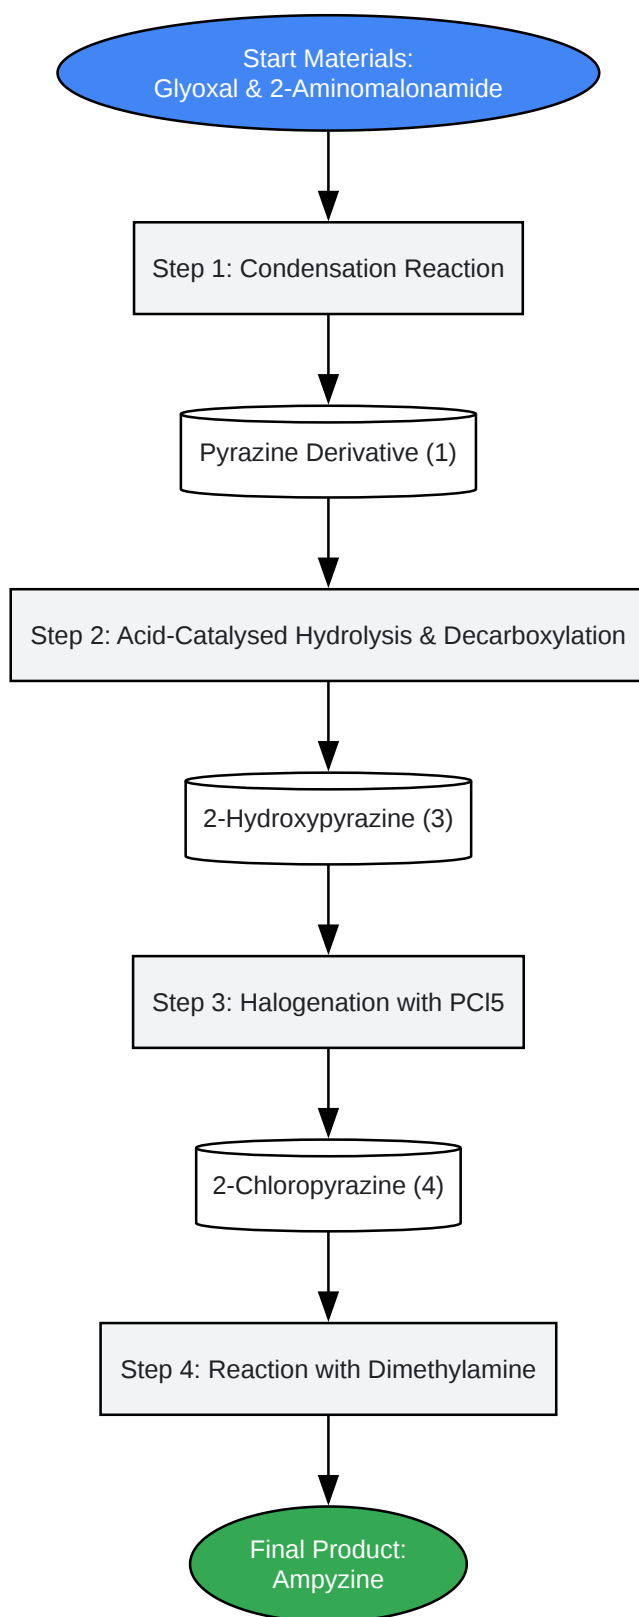 Start Materials:
Glyoxal & 2-Aminomalonamide
Step 1: Condensation Reaction
Pyrazine Derivative (1)
Step 2: Acid-Catalysed Hydrolysis & Decarboxylation
2-Hydroxypyrazine (3)
Step 3: Halogenation with PCl5
2-Chloropyrazine (4)
Step 4: Reaction with Dimethylamine
Final Product:
Ampyzine